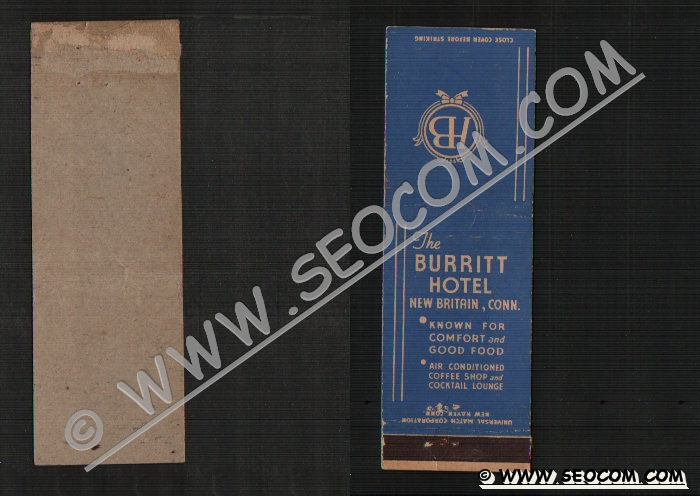 CLOSE COVER BEFORE STRIKING
HB
The
BURRITT
HOTEL
NEW BRITAIN, CONN.
• KNOWN FOR
COMFORT and
GOOD FOOD
• AIR CONDITIONED
COFFEE SHOP and
COCKTAIL LOUNGE
UNIVERSAL MATCH CORPORATION
NEW HAVEN, CONN.
© WWW.SEOCOM.COM
© WWW.SEOCOM.COM